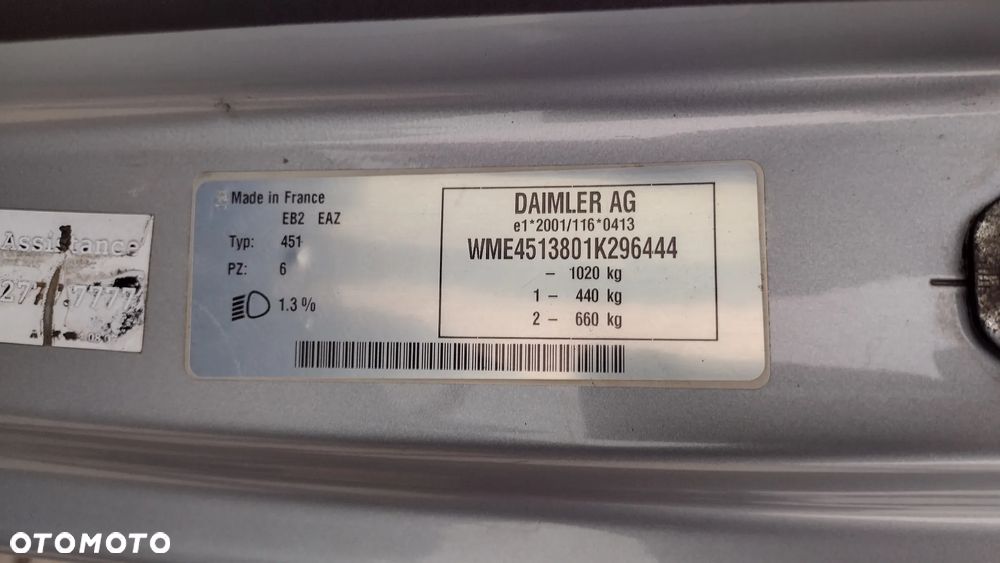 Assistance
7777
Made in France
EB2 EAZ
Typ: 451
PZ: 6
1.3 %
DAIMLER AG
e1*2001/116*0413
WME4513801K296444
- 1020 kg
1 - 440 kg
2 - 660 kg
OTOMOTO